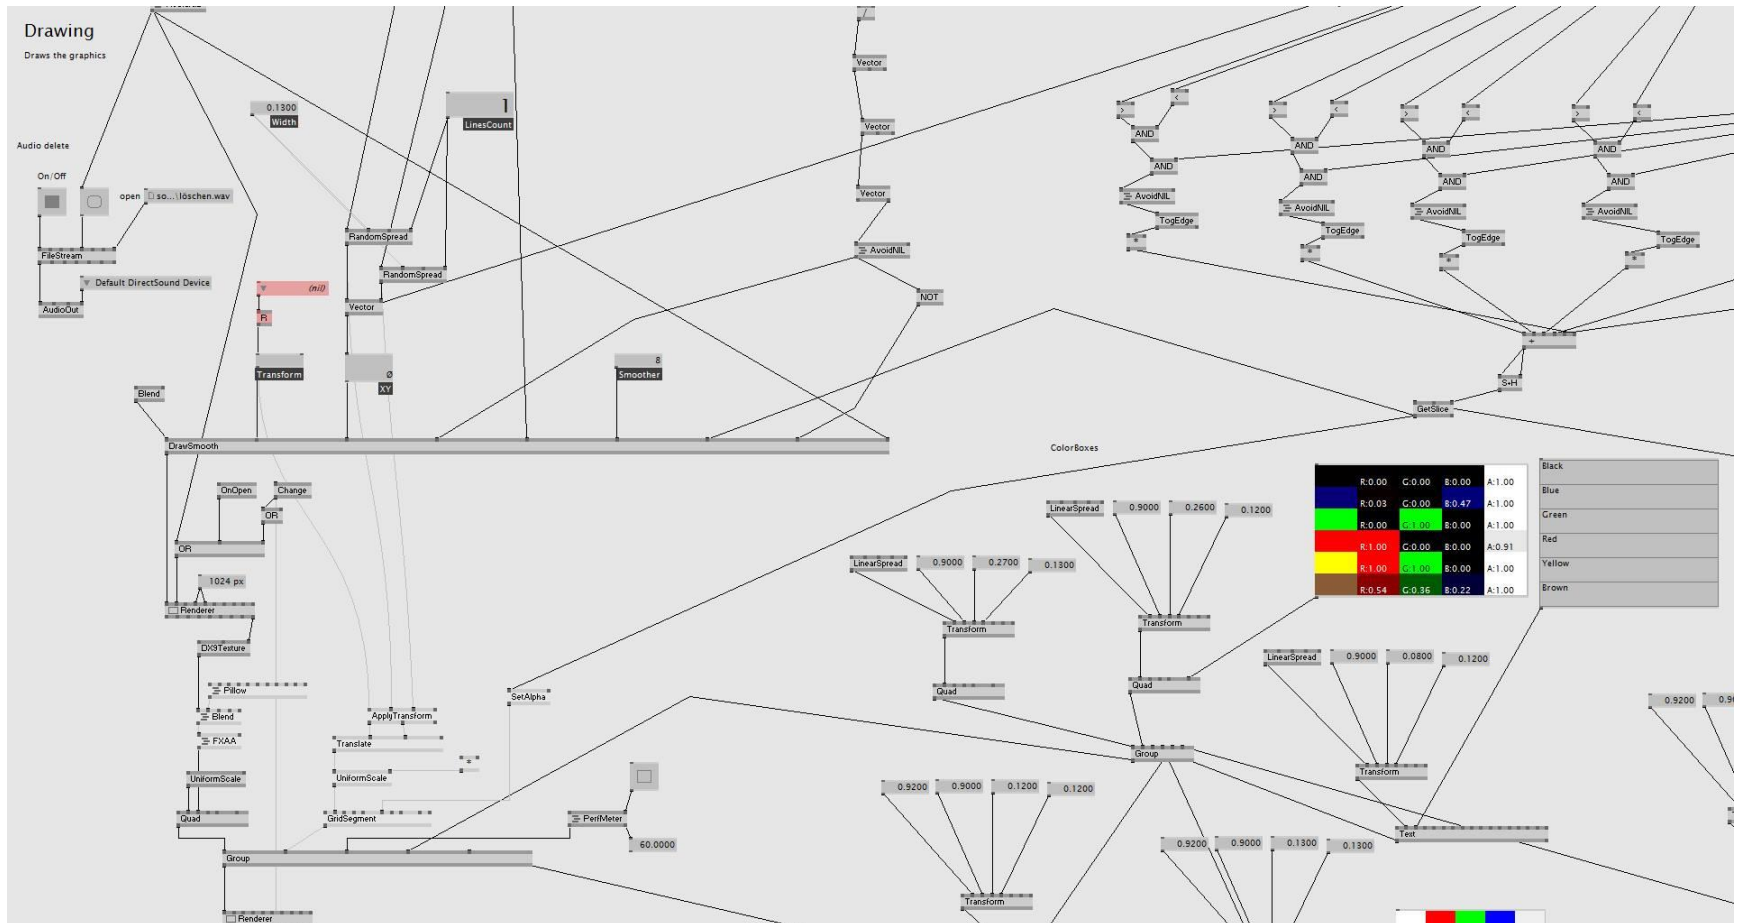 Drawing
Draws the graphics
Audio delete
On/Off
open
so...\löschen.wav
FileStream
Default DirectSound Device
AudioOut
0.1300
Width
1
LinesCount
RandomSpread
RandomSpread
(nil)
R
Vector
Transform
Ø
XY
8
Smoother
Blend
DrawSmooth
/
Vector
Vector
Vector
AvoidNIL
NOT
> <
AND
AND
AvoidNIL
TogEdge
*
> <
AND
AND
AvoidNIL
TogEdge
*
> <
AND
AND
AvoidNIL
TogEdge
*
> <
AND
AND
AvoidNIL
TogEdge
*
+
S+H
GetSlice
OnOpen
Change
OR
OR
1024 px
Renderer
DX9Texture
Pillow
Blend
FXAA
UniformScale
Quad
ApplyTransform
Translate
*
UniformScale
GridSegment
SetAlpha
PerfMeter
60.0000
Group
Renderer
ColorBoxes
LinearSpread 0.9000 0.2600 0.1200
Transform
Quad
LinearSpread 0.9000 0.2700 0.1300
Transform
Quad
Group
R:0.00 G:0.00 B:0.00 A:1.00
R:0.03 G:0.00 B:0.47 A:1.00
R:0.00 G:1.00 B:0.00 A:1.00
R:1.00 G:0.00 B:0.00 A:0.91
R:1.00 G:1.00 B:0.00 A:1.00
R:0.54 G:0.36 B:0.22 A:1.00
Black
Blue
Green
Red
Yellow
Brown
LinearSpread 0.9000 0.0800 0.1200
Transform
Text
0.9200
0.9200 0.9000 0.1200 0.1200
Transform
0.9200 0.9000 0.1300 0.1300